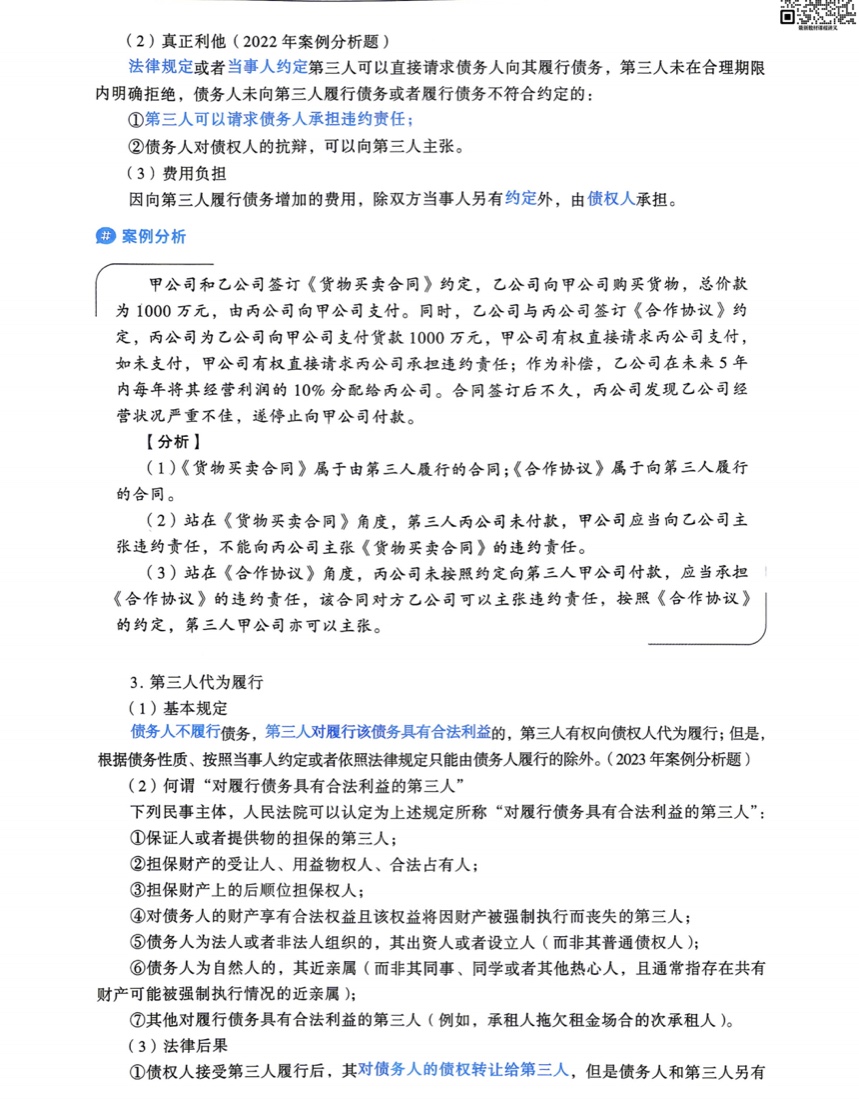 （2）真正利他（2022年案例分析题）
法律规定或者当事人约定第三人可以直接请求债务人向其履行债务，第三人未在合理期限
内明确拒绝，债务人未向第三人履行债务或者履行债务不符合约定的：
①第三人可以请求债务人承担违约责任；
②债务人对债权人的抗辩，可以向第三人主张。
（3）费用负担
因向第三人履行债务增加的费用，除双方当事人另有约定外，由债权人承担。
# 案例分析
甲公司和乙公司签订《货物买卖合同》约定，乙公司向甲公司购买货物，总价款
为1000万元，由丙公司向甲公司支付。同时，乙公司与丙公司签订《合作协议》约
定，丙公司为乙公司向甲公司支付货款1000万元，甲公司有权直接请求丙公司支付，
如未支付，甲公司有权直接请求丙公司承担违约责任；作为补偿，乙公司在未来5年
内每年将其经营利润的10%分配给丙公司。合同签订后不久，丙公司发现乙公司经
营状况严重不佳，遂停止向甲公司付款。
【分析】
（1）《货物买卖合同》属于由第三人履行的合同；《合作协议》属于向第三人履行
的合同。
（2）站在《货物买卖合同》角度，第三人丙公司未付款，甲公司应当向乙公司主
张违约责任，不能向丙公司主张《货物买卖合同》的违约责任。
（3）站在《合作协议》角度，丙公司未按照约定向第三人甲公司付款，应当承担
《合作协议》的违约责任，该合同对方乙公司可以主张违约责任，按照《合作协议》
的约定，第三人甲公司亦可以主张。
3. 第三人代为履行
（1）基本规定
债务人不履行债务，第三人对履行该债务具有合法利益的，第三人有权向债权人代为履行；但是，
根据债务性质、按照当事人约定或者依照法律规定只能由债务人履行的除外。（2023年案例分析题）
（2）何谓“对履行债务具有合法利益的第三人”
下列民事主体，人民法院可以认定为上述规定所称“对履行债务具有合法利益的第三人”：
①保证人或者提供物的担保的第三人；
②担保财产的受让人、用益物权人、合法占有人；
③担保财产上的后顺位担保权人；
④对债务人的财产享有合法权益且该权益将因财产被强制执行而丧失的第三人；
⑤债务人为法人或者非法人组织的，其出资人或者设立人（而非其普通债权人）；
⑥债务人为自然人的，其近亲属（而非其同事、同学或者其他热心人，且通常指存在共有
财产可能被强制执行情况的近亲属）；
⑦其他对履行债务具有合法利益的第三人（例如，承租人拖欠租金场合的次承租人）。
（3）法律后果
①债权人接受第三人履行后，其对债务人的债权转让给第三人，但是债务人和第三人另有